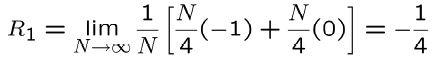 $R_1 = \lim_{N \to \infty} \frac{1}{N} \left[ \frac{N}{4}(-1) + \frac{N}{4}(0) \right] = -\frac{1}{4}$